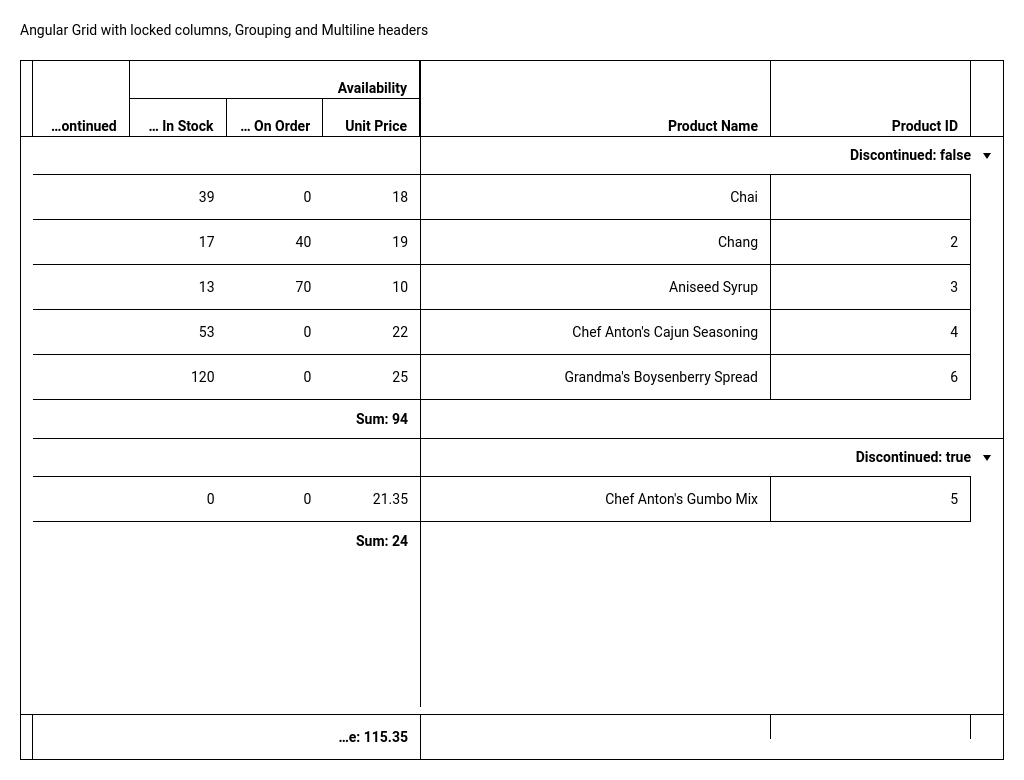 Angular Grid with locked columns, Grouping and Multiline headers
Availability
Product ID Product Name Unit Price ... On Order ... In Stock ...ontinued
Discontinued: false
Chai 18 0 39
2 Chang 19 40 17
3 Aniseed Syrup 10 70 13
4 Chef Anton's Cajun Seasoning 22 0 53
6 Grandma's Boysenberry Spread 25 0 120
Sum: 94
Discontinued: true
5 Chef Anton's Gumbo Mix 21.35 0 0
Sum: 24
...e: 115.35